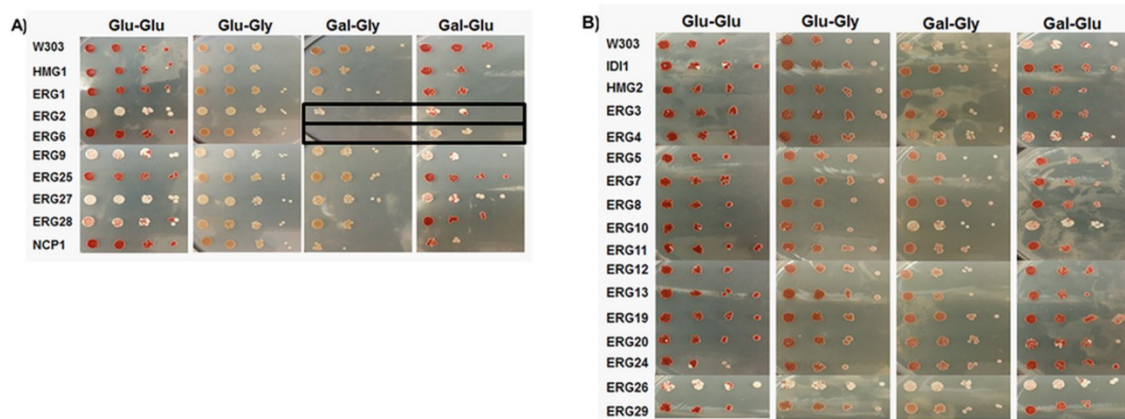 A)
Glu-Glu Glu-Gly Gal-Gly Gal-Glu
W303
HMG1
ERG1
ERG2
ERG6
ERG9
ERG25
ERG27
ERG28
NCP1
B)
Glu-Glu Glu-Gly Gal-Gly Gal-Glu
W303
IDI1
HMG2
ERG3
ERG4
ERG5
ERG7
ERG8
ERG10
ERG11
ERG12
ERG13
ERG19
ERG20
ERG24
ERG26
ERG29